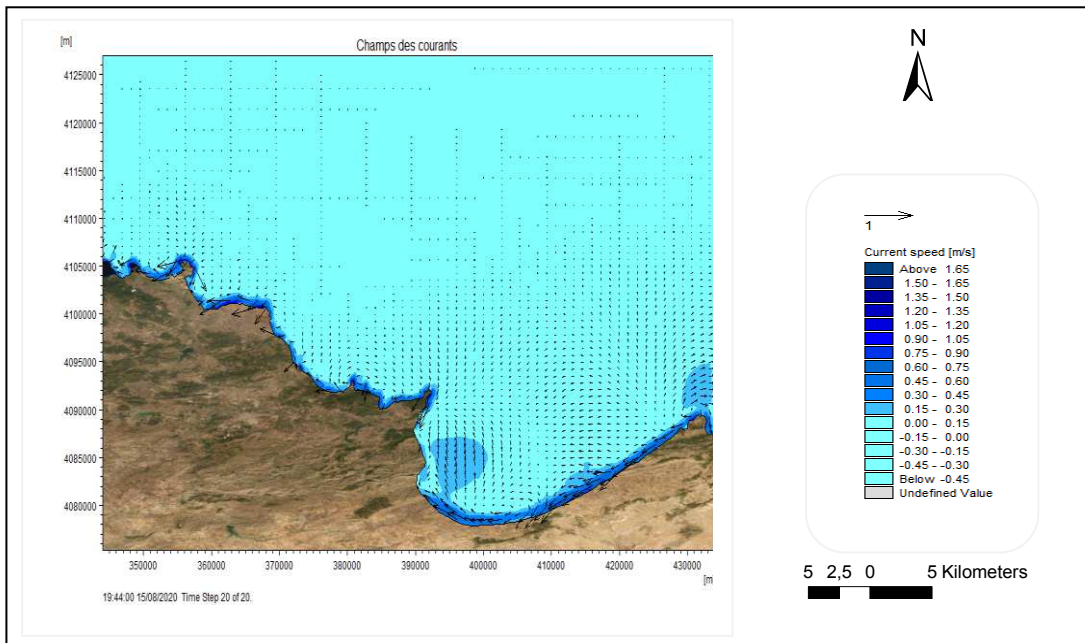 [m]
Champs des courants
4125000
4120000
4115000
4110000
4105000
4100000
4095000
4090000
4085000
4080000
350000 360000 370000 380000 390000 400000 410000 420000 430000
[m
19:44:00 15/08/2020 Time Step 20 of 20.
N
1
Current speed [m/s]
Above 1.65
1.50 - 1.65
1.35 - 1.50
1.20 - 1.35
1.05 - 1.20
0.90 - 1.05
0.75 - 0.90
0.60 - 0.75
0.45 - 0.60
0.30 - 0.45
0.15 - 0.30
0.00 - 0.15
-0.15 - 0.00
-0.30 - -0.15
-0.45 - -0.30
Below -0.45
Undefined Value
5 2,5 0 5 Kilometers